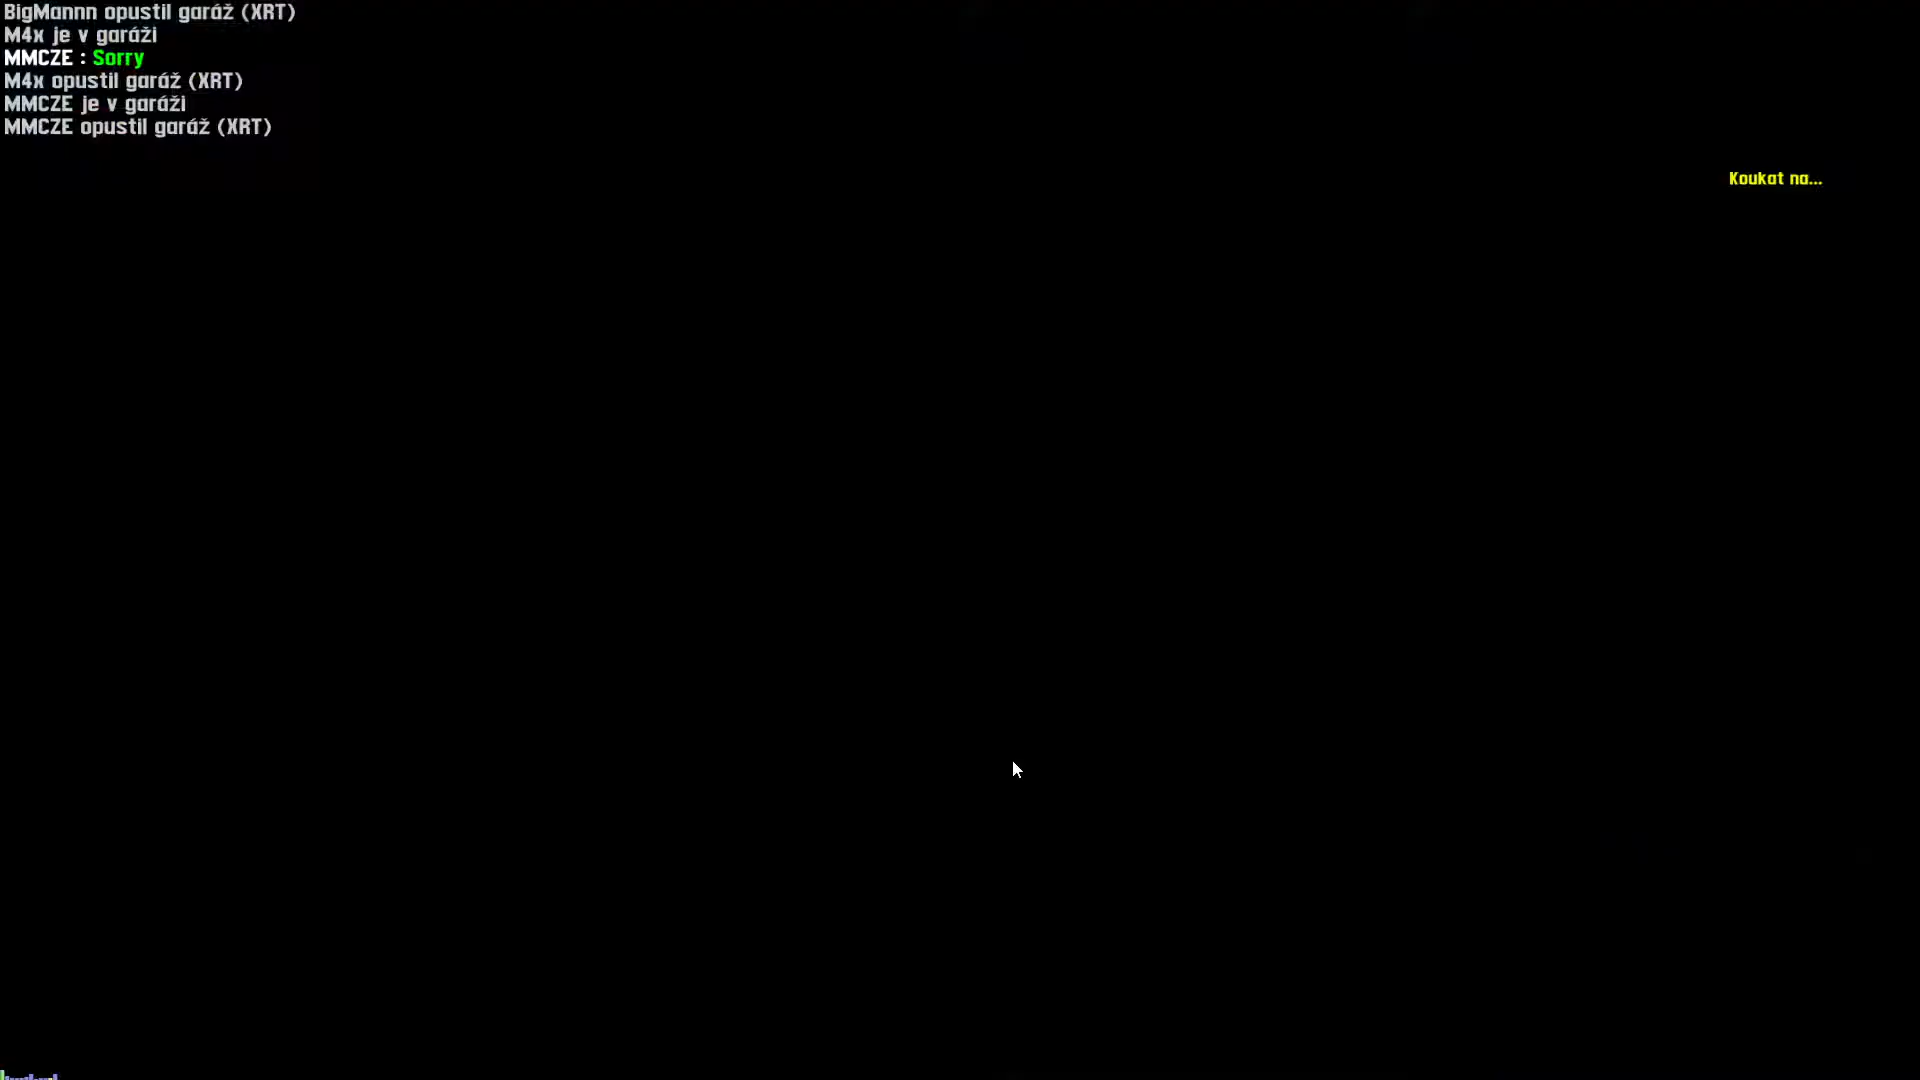 BigMannn opustil garáž (XRT)
M4x je v garáži
MMCZE : Sorry
M4x opustil garáž (XRT)
MMCZE je v garáži
MMCZE opustil garáž (XRT)
Koukat na...